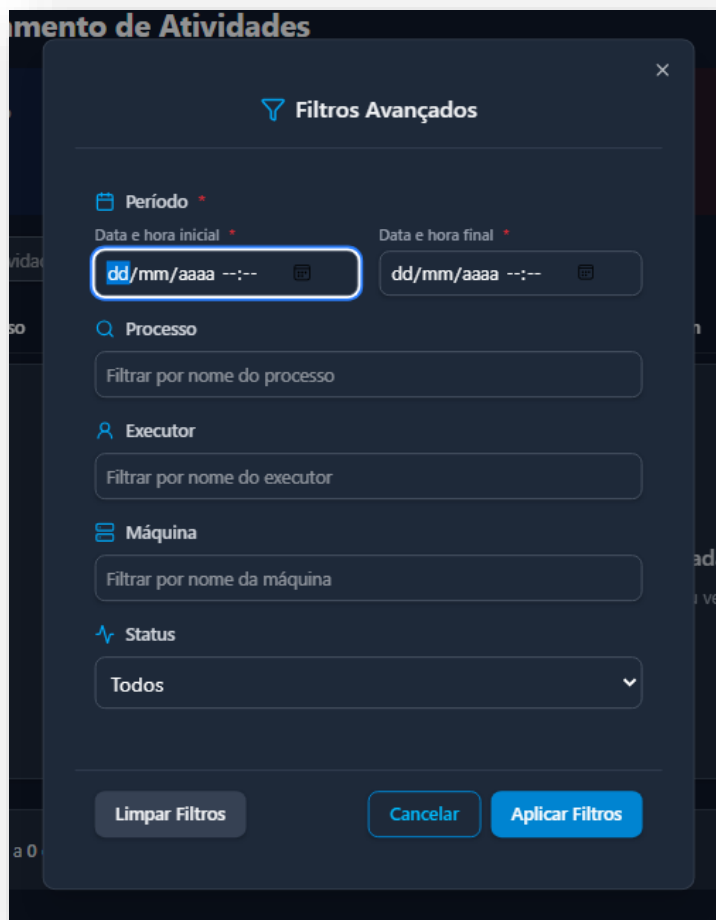 mento de Atividades
Filtros Avançados
Período *
Data e hora inicial * Data e hora final *
dd/mm/aaaa --:-- dd/mm/aaaa --:--
Processo
Filtrar por nome do processo
Executor
Filtrar por nome do executor
Máquina
Filtrar por nome da máquina
Status
Todos
Limpar Filtros Cancelar Aplicar Filtros
a 0